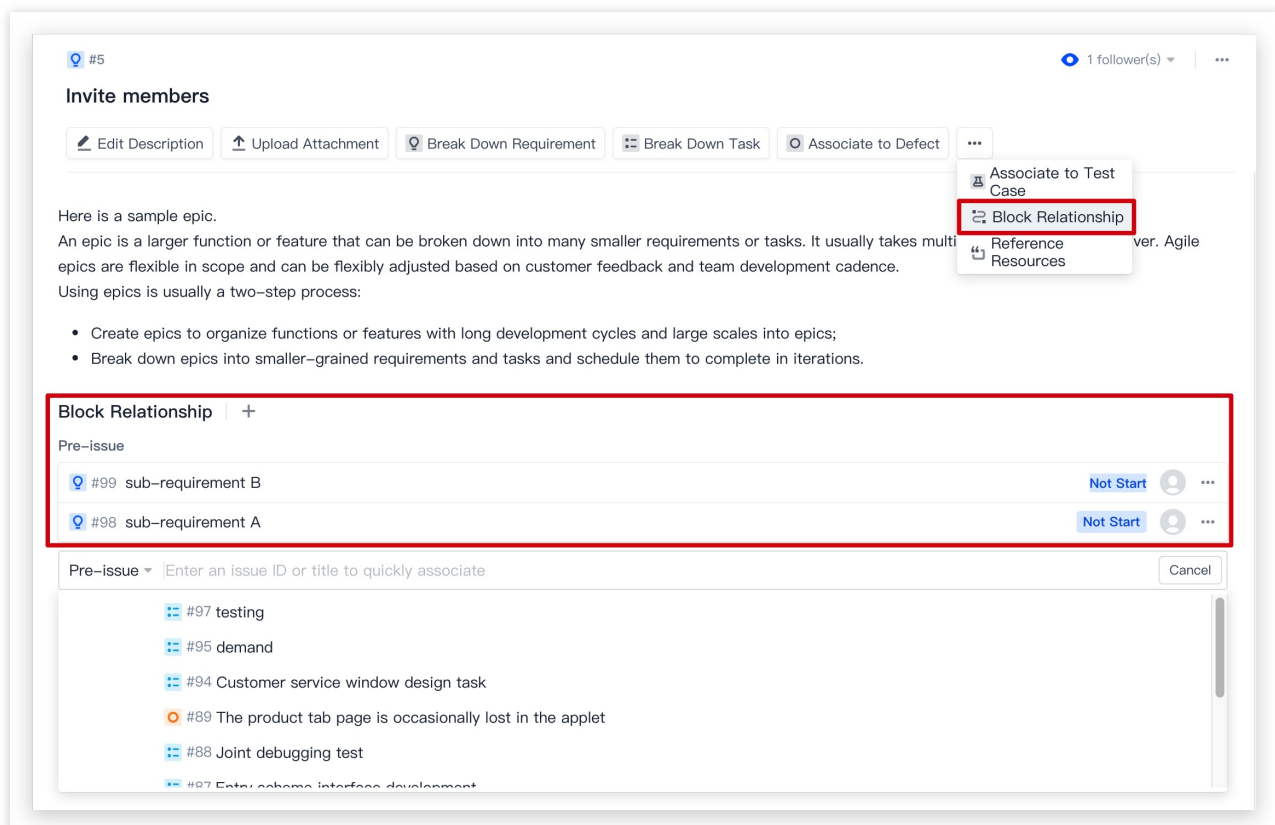 #5
1 follower(s)
Invite members
Edit Description
Upload Attachment
Break Down Requirement
Break Down Task
Associate to Defect
Associate to Test
Case
Block Relationship
Reference
Resources
Here is a sample epic.
An epic is a larger function or feature that can be broken down into many smaller requirements or tasks. It usually takes multi ver. Agile
epics are flexible in scope and can be flexibly adjusted based on customer feedback and team development cadence.
Using epics is usually a two-step process:
• Create epics to organize functions or features with long development cycles and large scales into epics;
• Break down epics into smaller-grained requirements and tasks and schedule them to complete in iterations.
Block Relationship +
Pre-issue
#99 sub-requirement B Not Start
#98 sub-requirement A Not Start
Pre-issue Enter an issue ID or title to quickly associate Cancel
#97 testing
#95 demand
#94 Customer service window design task
#89 The product tab page is occasionally lost in the applet
#88 Joint debugging test
#87 Entry scheme interface development